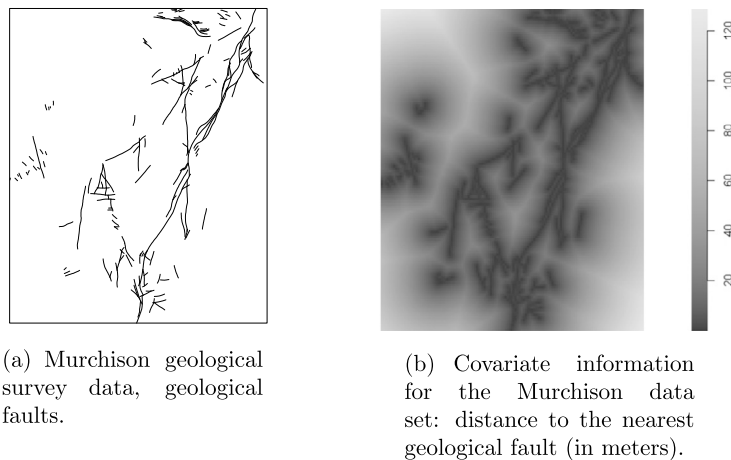 20 40 60 80 100 120
(a) Murchison geological
survey data, geological
faults.
(b) Covariate information
for the Murchison data
set: distance to the nearest
geological fault (in meters).